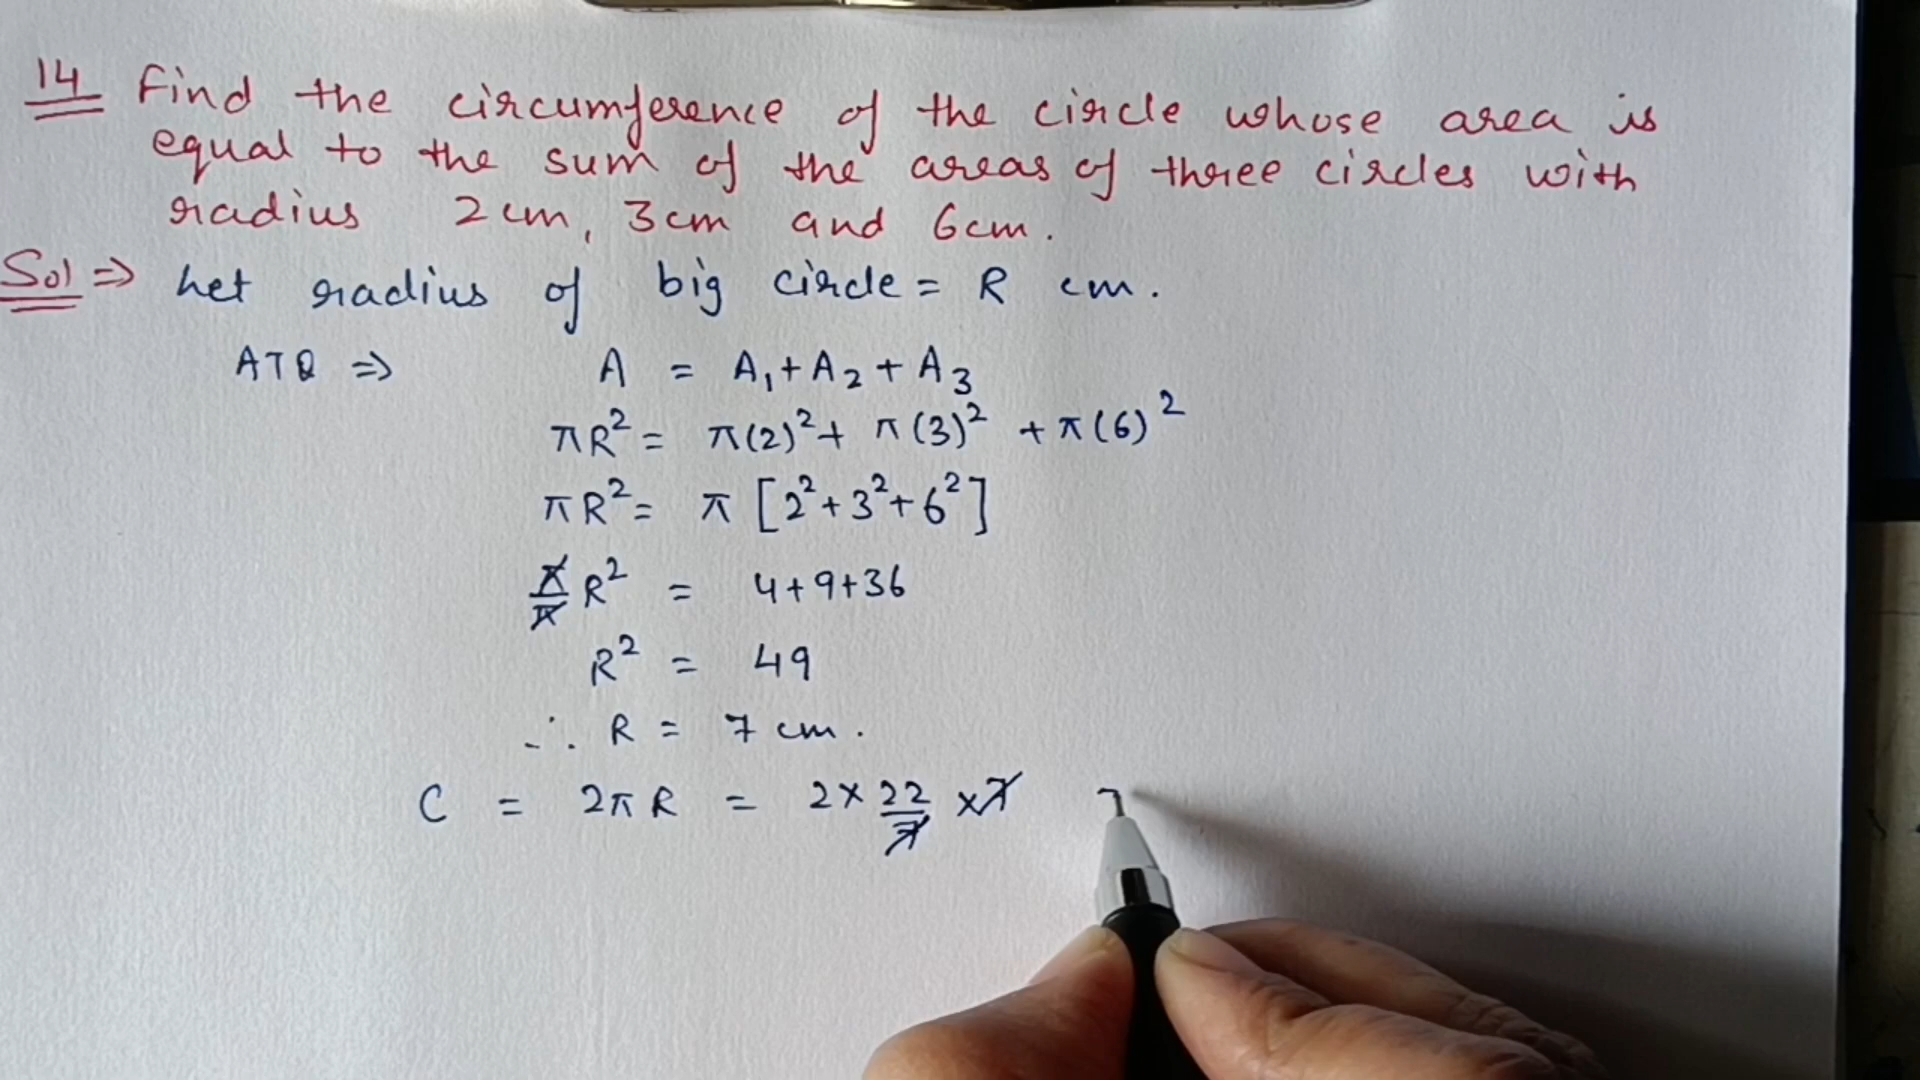 14 Find the circumference of the circle whose area is
equal to the sum of the areas of three circles with
radius 2cm, 3cm and 6cm.
Sol ⇒ Let radius of big circle = R cm.
ATQ ⇒ A = A₁ + A₂ + A₃
πR² = π(2)² + π(3)² + π(6)²
πR² = π [2² + 3² + 6²]
π/π R² = 4+9+36
R² = 49
∴ R = 7 cm.
C = 2πR = 2 × 22/7 × 7